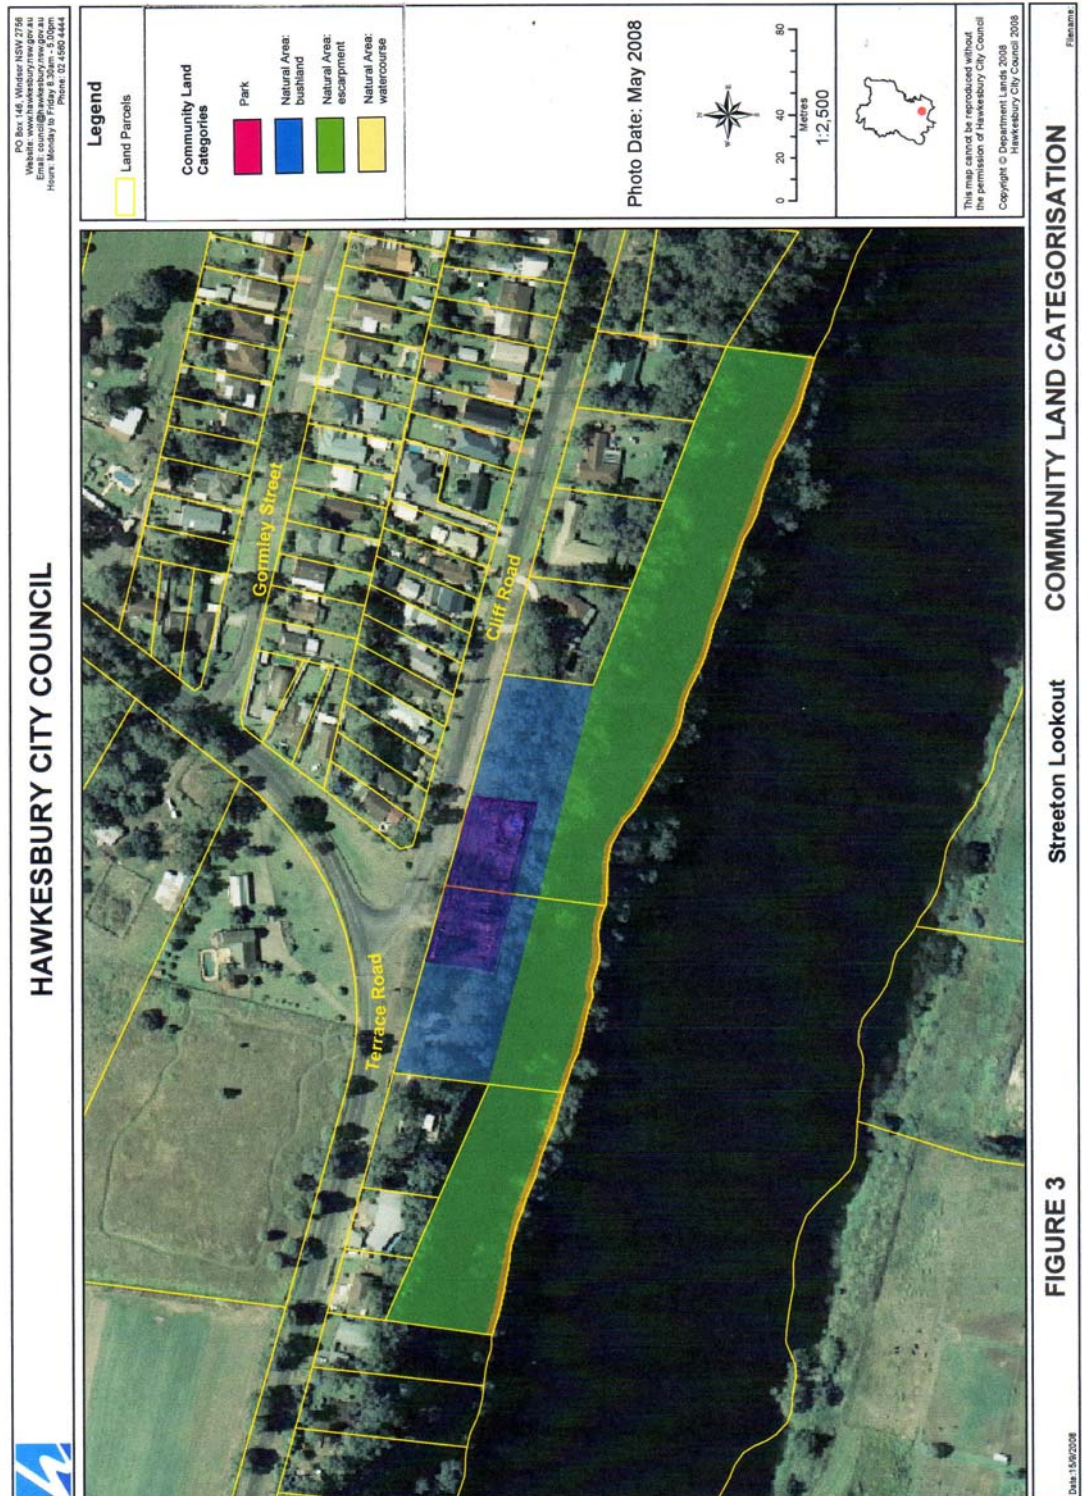 HAWKESBURY CITY COUNCIL
PO Box 146, Windsor NSW 2756
Website: www.hawkesbury.nsw.gov.au
Email: council@hawkesbury.nsw.gov.au
Hours: Monday to Friday 8.30am - 5.00pm
Phone: 02 4560 4444
Legend
Land Parcels
Community Land
Categories
Park
Natural Area:
bushland
Natural Area:
escarpment
Natural Area:
watercourse
Photo Date: May 2008
N
W
E
S
0 20 40 80
Metres
1:2,500
This map cannot be reproduced without
the permission of Hawkesbury City Council
Copyright © Department Lands 2008
Hawkesbury City Council 2008
Gormley Street
Cliff Road
Terrace Road
FIGURE 3
Streeton Lookout
COMMUNITY LAND CATEGORISATION
Date:15/9/2008
Filename: